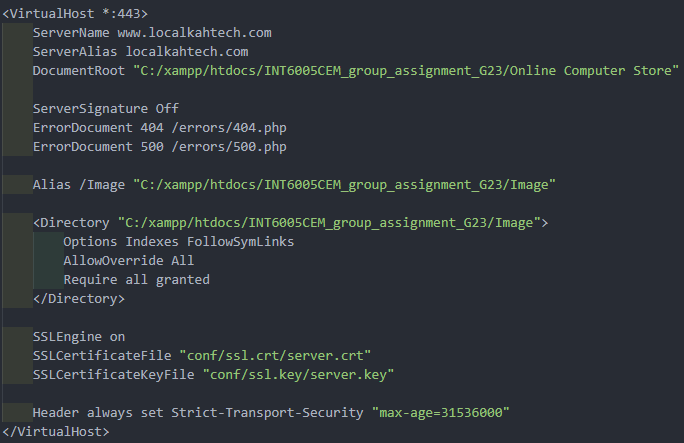 <VirtualHost *:443>
ServerName www.localkahtech.com
ServerAlias localkahtech.com
DocumentRoot "C:/xampp/htdocs/INT6005CEM_group_assignment_G23/Online Computer Store"
ServerSignature Off
ErrorDocument 404 /errors/404.php
ErrorDocument 500 /errors/500.php
Alias /Image "C:/xampp/htdocs/INT6005CEM_group_assignment_G23/Image"
<Directory "C:/xampp/htdocs/INT6005CEM_group_assignment_G23/Image">
Options Indexes FollowSymLinks
AllowOverride All
Require all granted
</Directory>
SSLEngine on
SSLCertificateFile "conf/ssl.crt/server.crt"
SSLCertificateKeyFile "conf/ssl.key/server.key"
Header always set Strict-Transport-Security "max-age=31536000"
</VirtualHost>